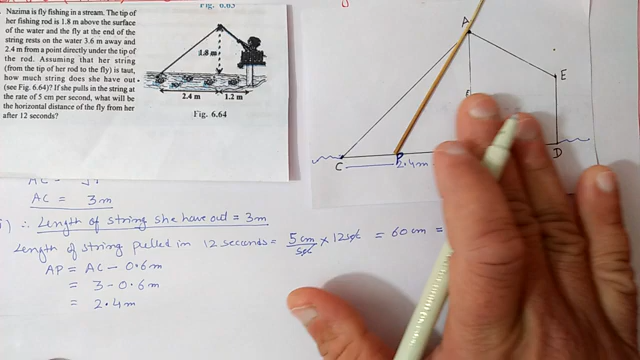 Fig. 6.63
Nazima is fly fishing in a stream. The tip of
her fishing rod is 1.8 m above the surface
of the water and the fly at the end of the
string rests on the water 3.6 m away and
2.4 m from a point directly under the tip of
the rod. Assuming that her string
(from the tip of her rod to the fly) is taut,
how much string does she have out
(see Fig. 6.64)? If she pulls in the string at
the rate of 5 cm per second, what will be
the horizontal distance of the fly from her
after 12 seconds?
1.8 m
2.4 m 1.2 m
Fig. 6.64
A
E
C P 2.4m D
AC = 3m
∴ Length of string she have out = 3m
Length of string pulled in 12 seconds = 5cm/sec × 12sec = 60cm =
AP = AC - 0.6m
= 3 - 0.6m
= 2.4m